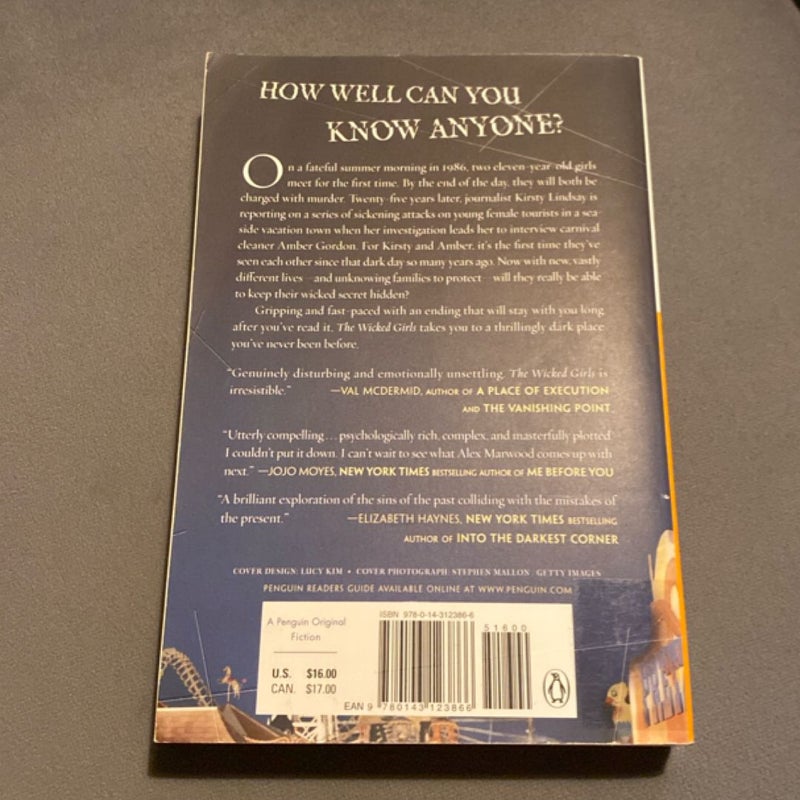 HOW WELL CAN YOU
KNOW ANYONE?
On a fateful summer morning in 1986, two eleven-year-old girls
meet for the first time. By the end of the day, they will both be
charged with murder. Twenty-five years later, journalist Kirsty Lindsay is
reporting on a series of sickening attacks on young female tourists in a sea-
side vacation town when her investigation leads her to interview carnival
cleaner Amber Gordon. For Kirsty and Amber, it's the first time they've
seen each other since that dark day so many years ago. Now with new, vastly
different lives—and unknowing families to protect—will they really be able
to keep their wicked secret hidden?
Gripping and fast-paced with an ending that will stay with you long
after you've read it, The Wicked Girls takes you to a thrillingly dark place
you've never been before.
"Genuinely disturbing and emotionally unsettling, The Wicked Girls is
irresistible." —VAL MCDERMID, AUTHOR OF A PLACE OF EXECUTION
AND THE VANISHING POINT
"Utterly compelling... psychologically rich, complex, and masterfully plotted
I couldn't put it down. I can't wait to see what Alex Marwood comes up with
next." —JOJO MOYES, NEW YORK TIMES BESTSELLING AUTHOR OF ME BEFORE YOU
"A brilliant exploration of the sins of the past colliding with the mistakes of
the present." —ELIZABETH HAYNES, NEW YORK TIMES BESTSELLING
AUTHOR OF INTO THE DARKEST CORNER
COVER DESIGN: LUCY KIM • COVER PHOTOGRAPH: STEPHEN MALLON / GETTY IMAGES
PENGUIN READERS GUIDE AVAILABLE ONLINE AT WWW.PENGUIN.COM
A Penguin Original
Fiction
U.S. $16.00
CAN. $17.00
ISBN 978-0-14-312386-6
51600
EAN 9 780143 123866